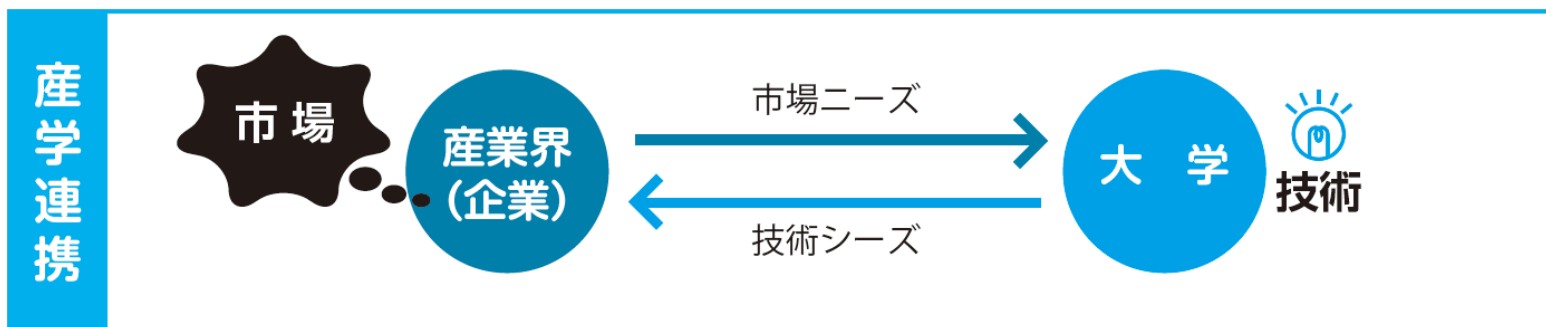 産学連携
市場
産業界
（企業）
市場ニーズ
技術シーズ
大 学
技術